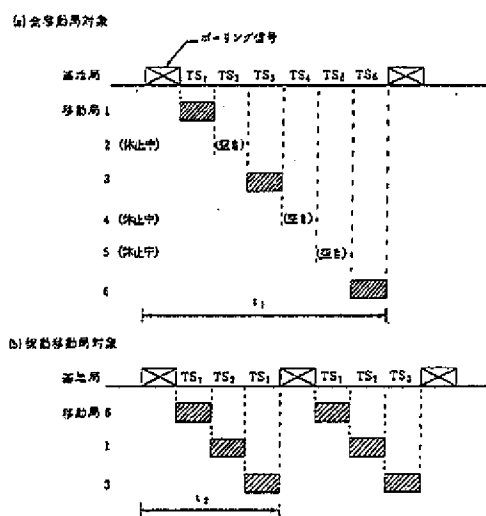 (a) 全移動局対象
ポーリング信号
基地局 TS₁ TS₂ TS₃ TS₄ TS₅ TS₆
移動局 1
2 (休止中) (空き)
3
4 (休止中) (空き)
5 (休止中) (空き)
6
t₁
(b) 稼動移動局対象
基地局 TS₁ TS₂ TS₃ TS₁ TS₂ TS₃
移動局 6
1
3
t₂